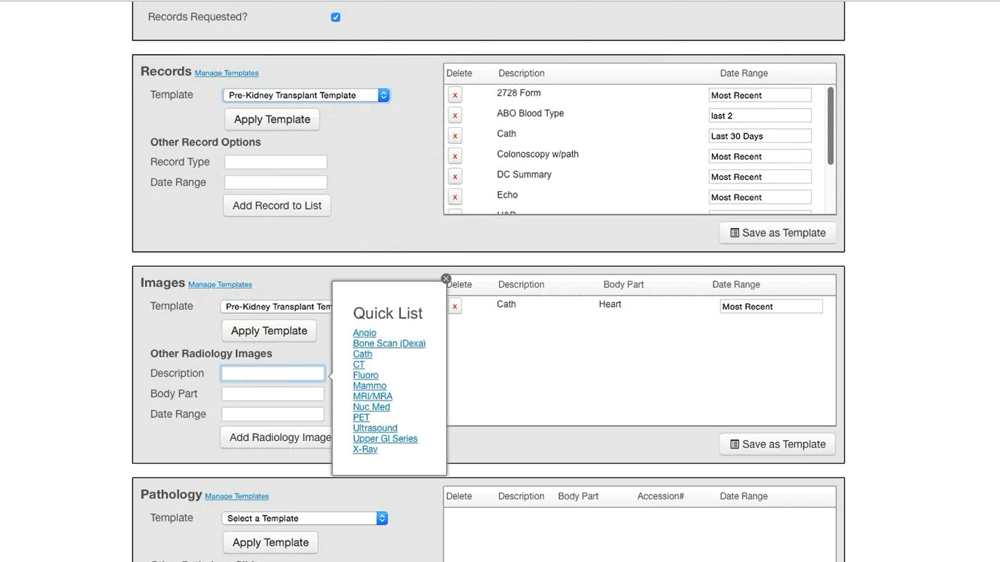 Records Requested?
Records Manage Templates
Template Pre-Kidney Transplant Template
Apply Template
Other Record Options
Record Type
Date Range
Add Record to List
Delete Description Date Range
x 2728 Form Most Recent
x ABO Blood Type last 2
x Cath Last 30 Days
x Colonoscopy w/path Most Recent
x DC Summary Most Recent
x Echo Most Recent
Save as Template
Images Manage Templates
Template Pre-Kidney Transplant Tem
Apply Template
Other Radiology Images
Description
Body Part
Date Range
Add Radiology Image
Quick List
Angio
Bone Scan (Dexa)
Cath
CT
Fluoro
Mammo
MRI/MRA
Nuc Med
PET
Ultrasound
Upper GI Series
X-Ray
Delete Description Body Part Date Range
x Cath Heart Most Recent
Save as Template
Pathology Manage Templates
Template Select a Template
Apply Template
Delete Description Body Part Accession# Date Range